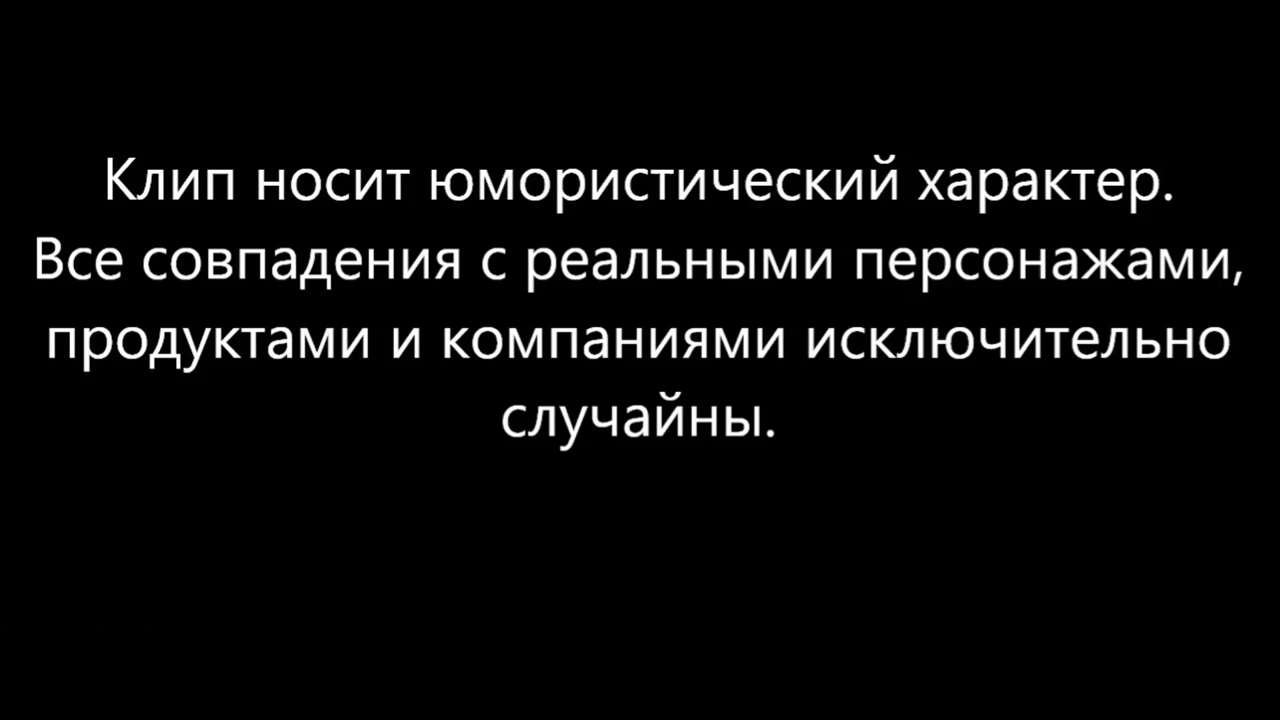 Клип носит юмористический характер.
Все совпадения с реальными персонажами,
продуктами и компаниями исключительно
случайны.